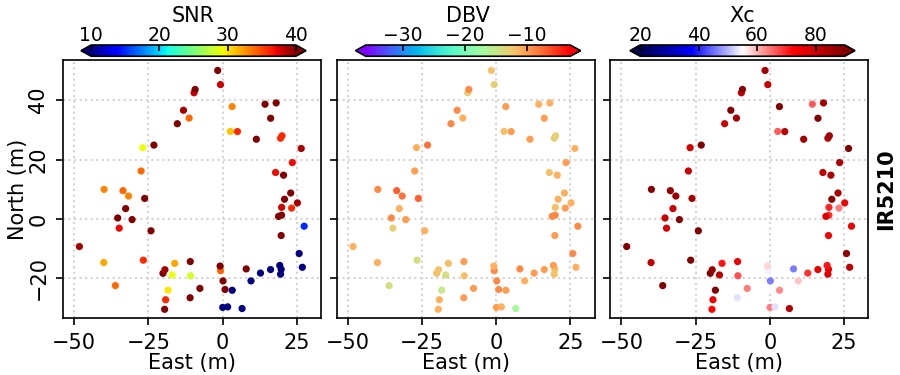 SNR DBV Xc
10 20 30 40 −30 −20 −10 20 40 60 80
40
20
0
−20
North (m)
IR5210
−50 −25 0 25 −50 −25 0 25 −50 −25 0 25
East (m) East (m) East (m)